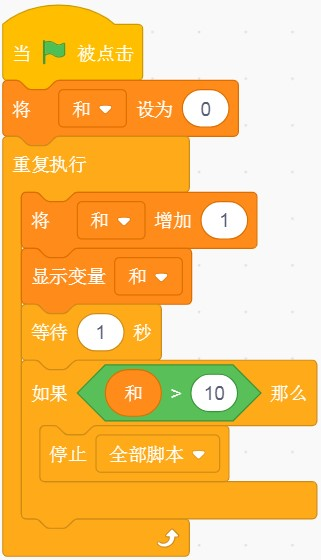 当 被点击
将 和 设为 0
重复执行
将 和 增加 1
显示变量 和
等待 1 秒
如果 和 > 10 那么
停止 全部脚本